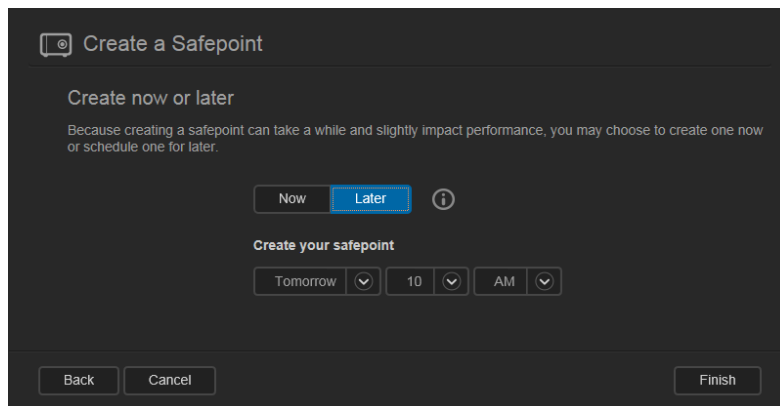 Create a Safepoint
Create now or later
Because creating a safepoint can take a while and slightly impact performance, you may choose to create one now
or schedule one for later.
Now Later
Create your safepoint
Tomorrow 10 AM
Back Cancel Finish